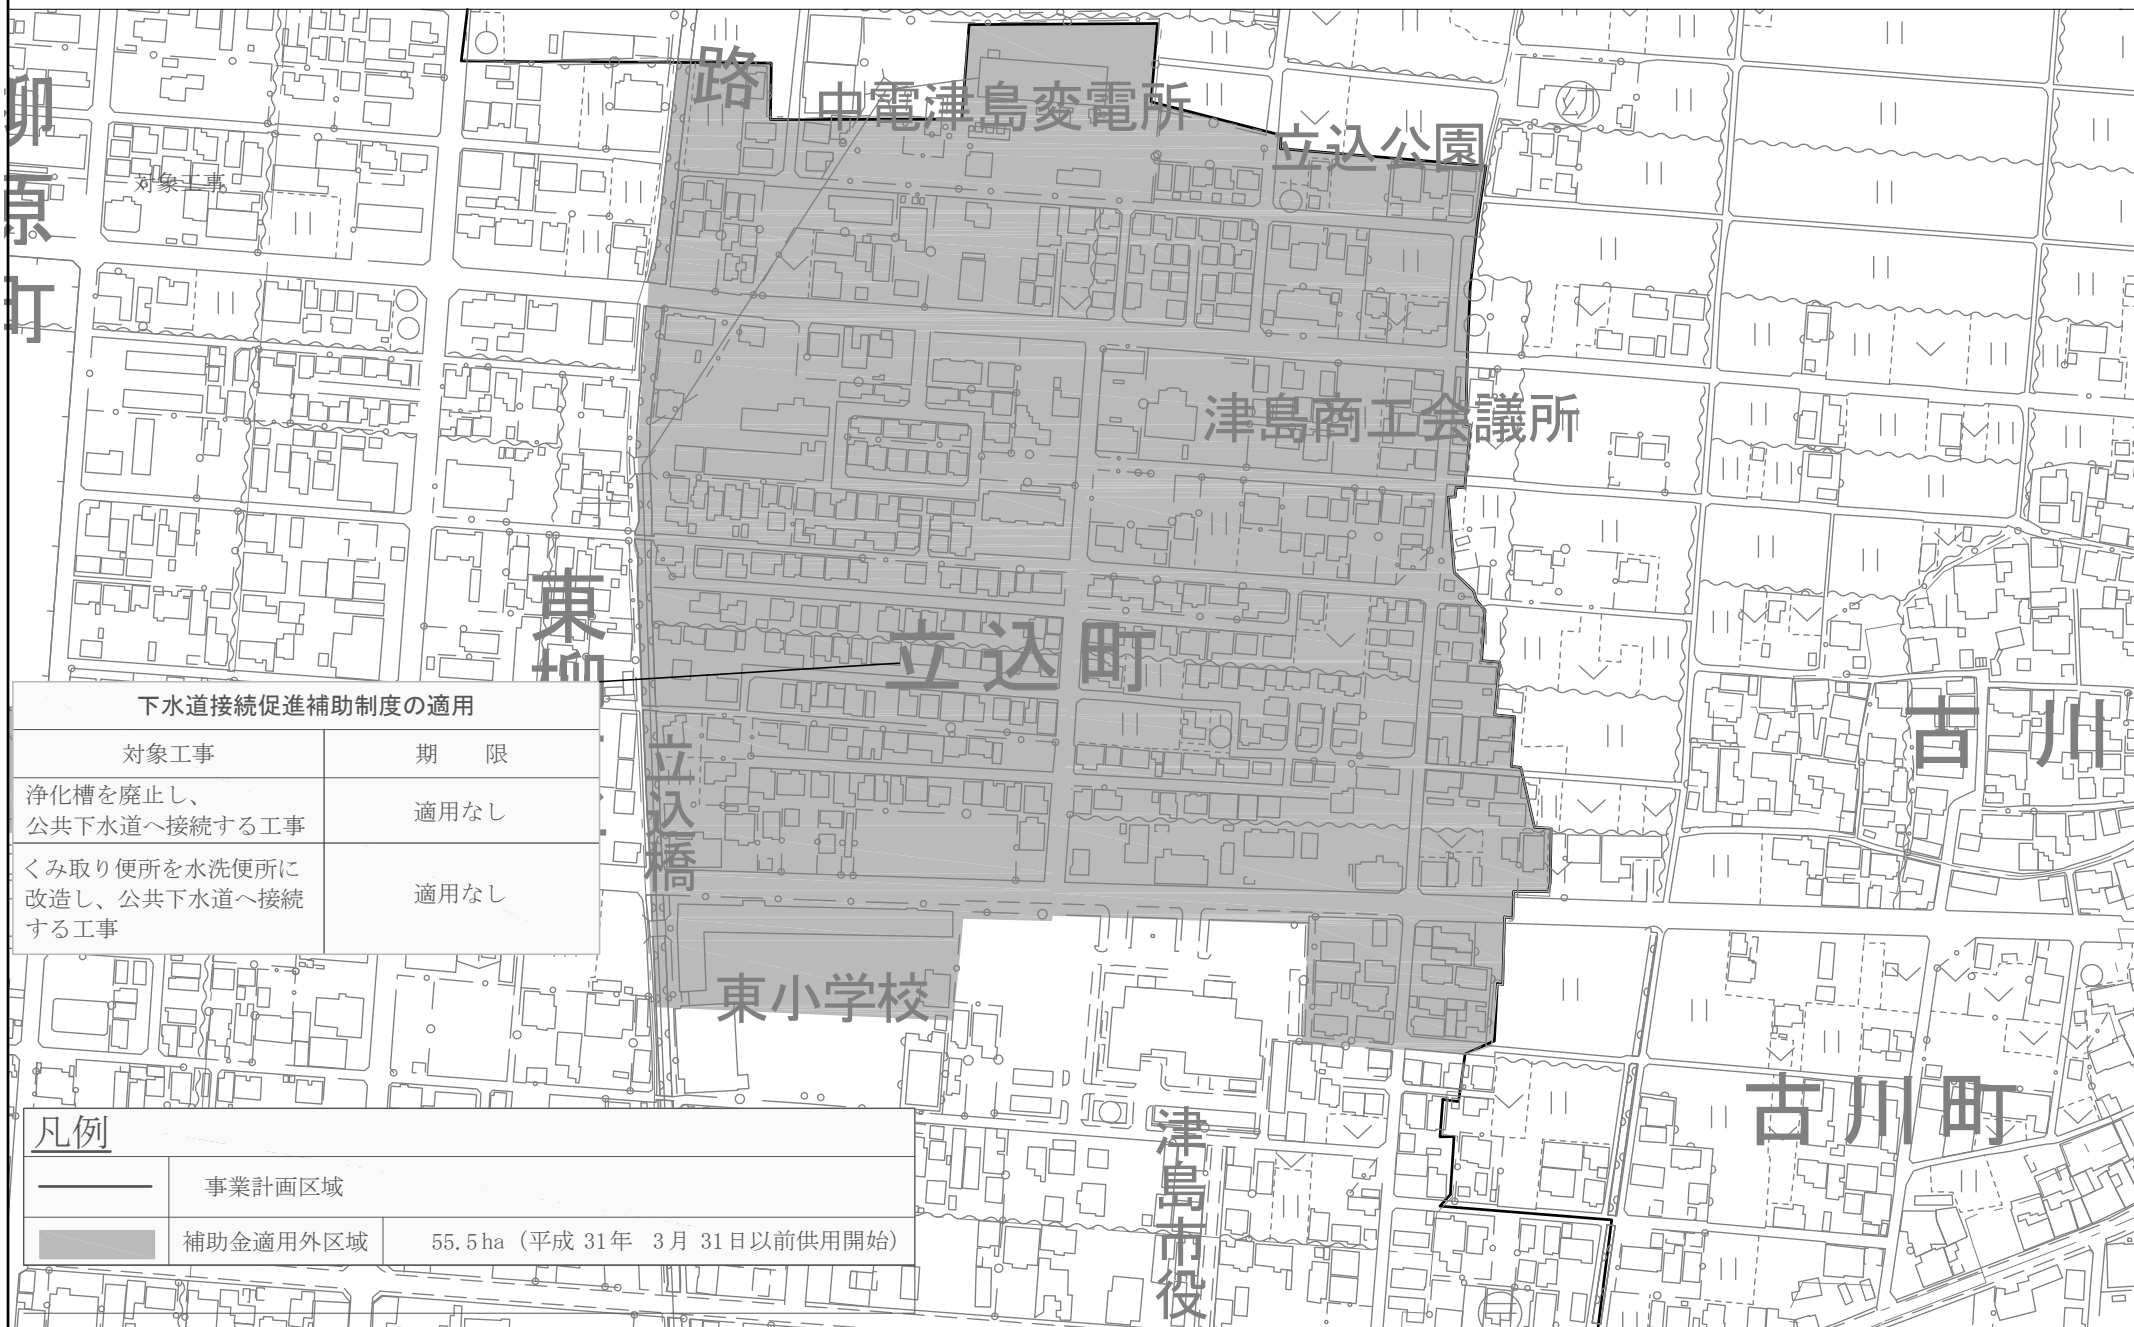 路
中電津島変電所
立込公園
幼
柳原町
対象工事
津島商工会議所
東柳
立込町
下水道接続促進補助制度の適用
対象工事 期 限
浄化槽を廃止し、
公共下水道へ接続する工事
適用なし
くみ取り便所を水洗便所に
改造し、公共下水道へ接続
する工事
適用なし
立込橋
古川
東小学校
古川町
津島市役
凡例
事業計画区域
補助金適用外区域 55.5ha（平成 31年 3月 31日以前供用開始）